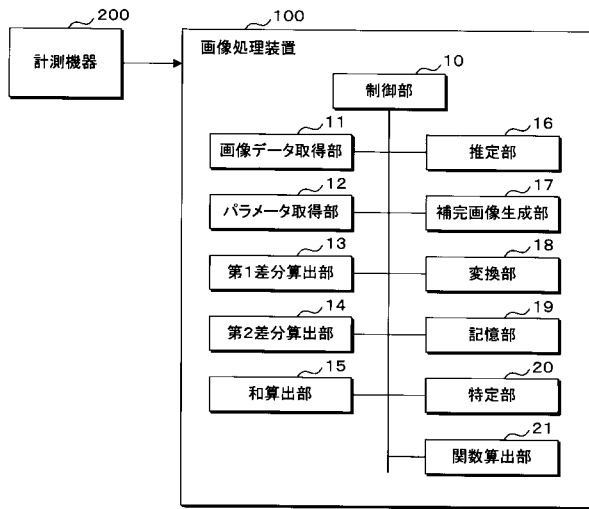 200
計測機器
100
画像処理装置
10
制御部
11
画像データ取得部
12
パラメータ取得部
13
第1差分算出部
14
第2差分算出部
15
和算出部
16
推定部
17
補完画像生成部
18
変換部
19
記憶部
20
特定部
21
関数算出部